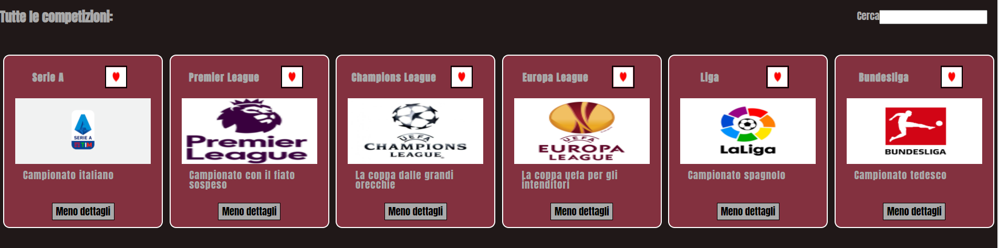 Tutte le competizioni:
Cerca
Serie A
SERIE A
TIM
Campionato italiano
Meno dettagli
Premier League
Premier
League
Campionato con il fiato
sospeso
Meno dettagli
Champions League
UEFA
CHAMPIONS
LEAGUE
La coppa dalle grandi
orecchie
Meno dettagli
Europa League
UEFA
EUROPA
LEAGUE
La coppa uefa per gli
intenditori
Meno dettagli
Liga
LaLiga
Campionato spagnolo
Meno dettagli
Bundesliga
BUNDESLIGA
Campionato tedesco
Meno dettagli